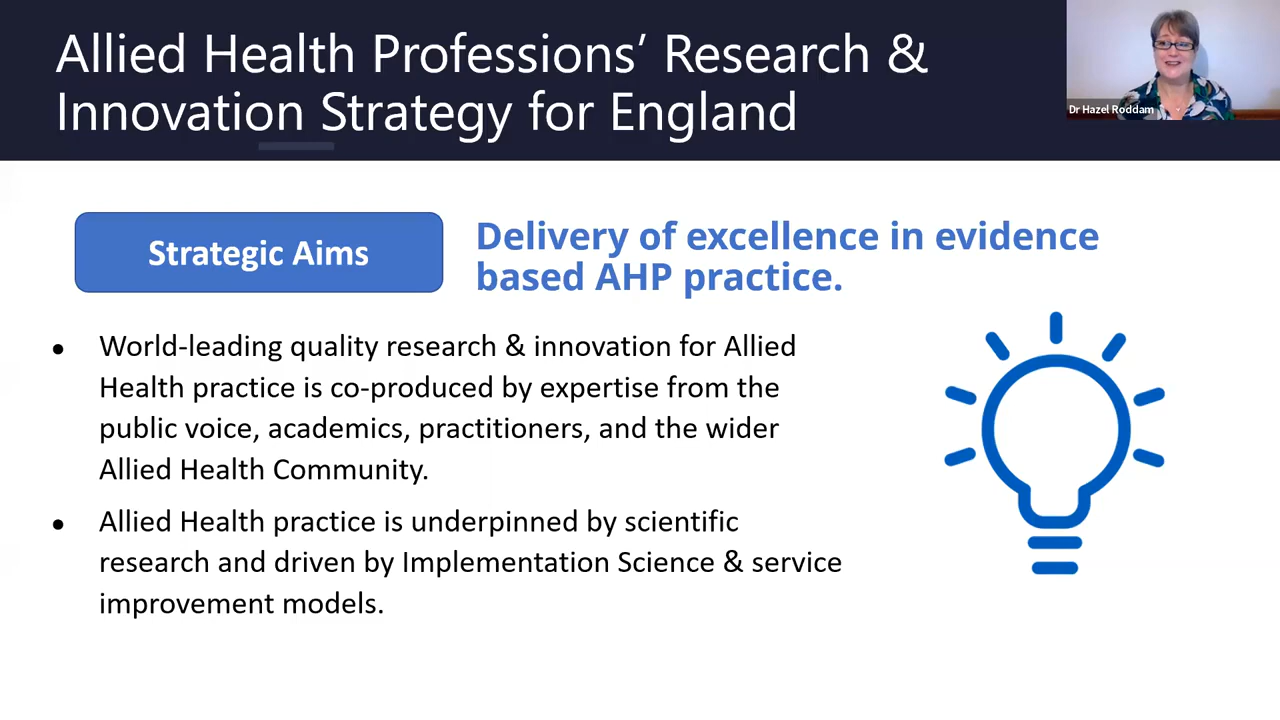 Allied Health Professions’ Research &
Innovation Strategy for England
Dr Hazel Roddam
Strategic Aims
Delivery of excellence in evidence
based AHP practice.
• World-leading quality research & innovation for Allied
Health practice is co-produced by expertise from the
public voice, academics, practitioners, and the wider
Allied Health Community.
• Allied Health practice is underpinned by scientific
research and driven by Implementation Science & service
improvement models.